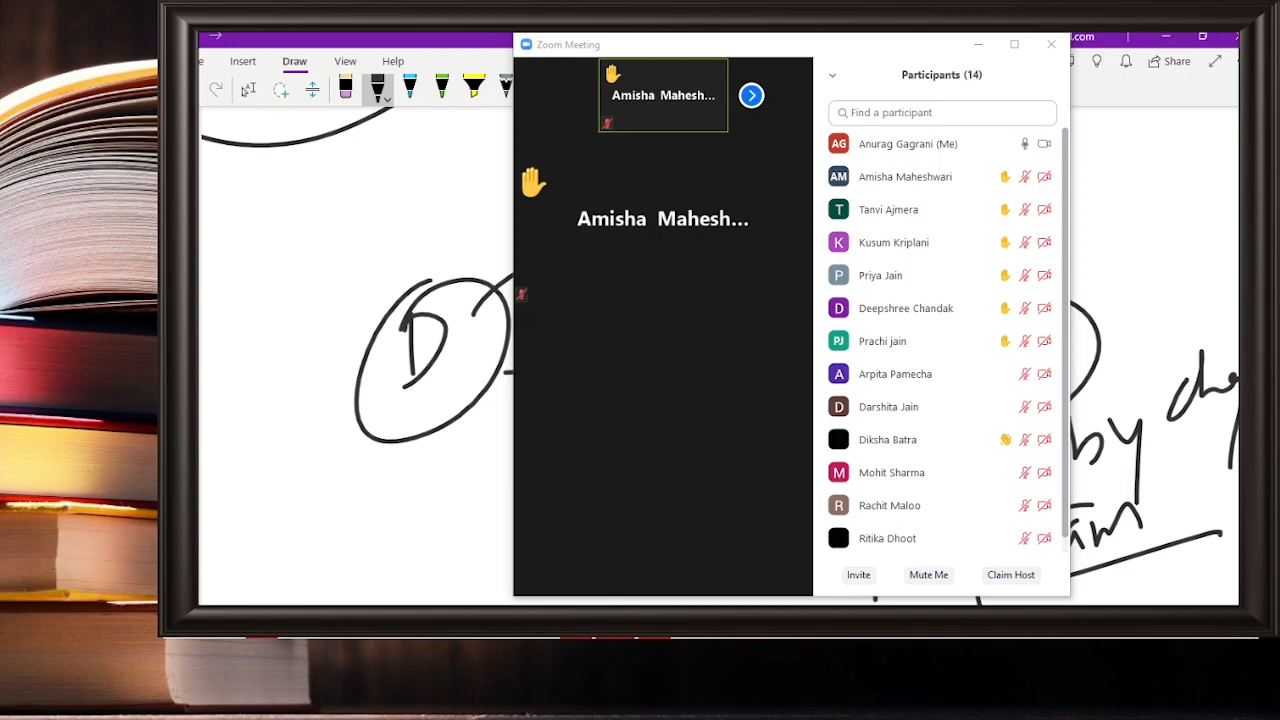 d.com
Insert Draw View Help
Share
Zoom Meeting
Amisha Mahesh...
Amisha Mahesh...
Participants (14)
Find a participant
AG Anurag Gagrani (Me)
AM Amisha Maheshwari
T Tanvi Ajmera
K Kusum Kriplani
P Priya Jain
D Deepshree Chandak
PJ Prachi jain
A Arpita Pamecha
D Darshita Jain
Diksha Batra
M Mohit Sharma
R Rachit Maloo
Ritika Dhoot
Invite Mute Me Claim Host
D
by